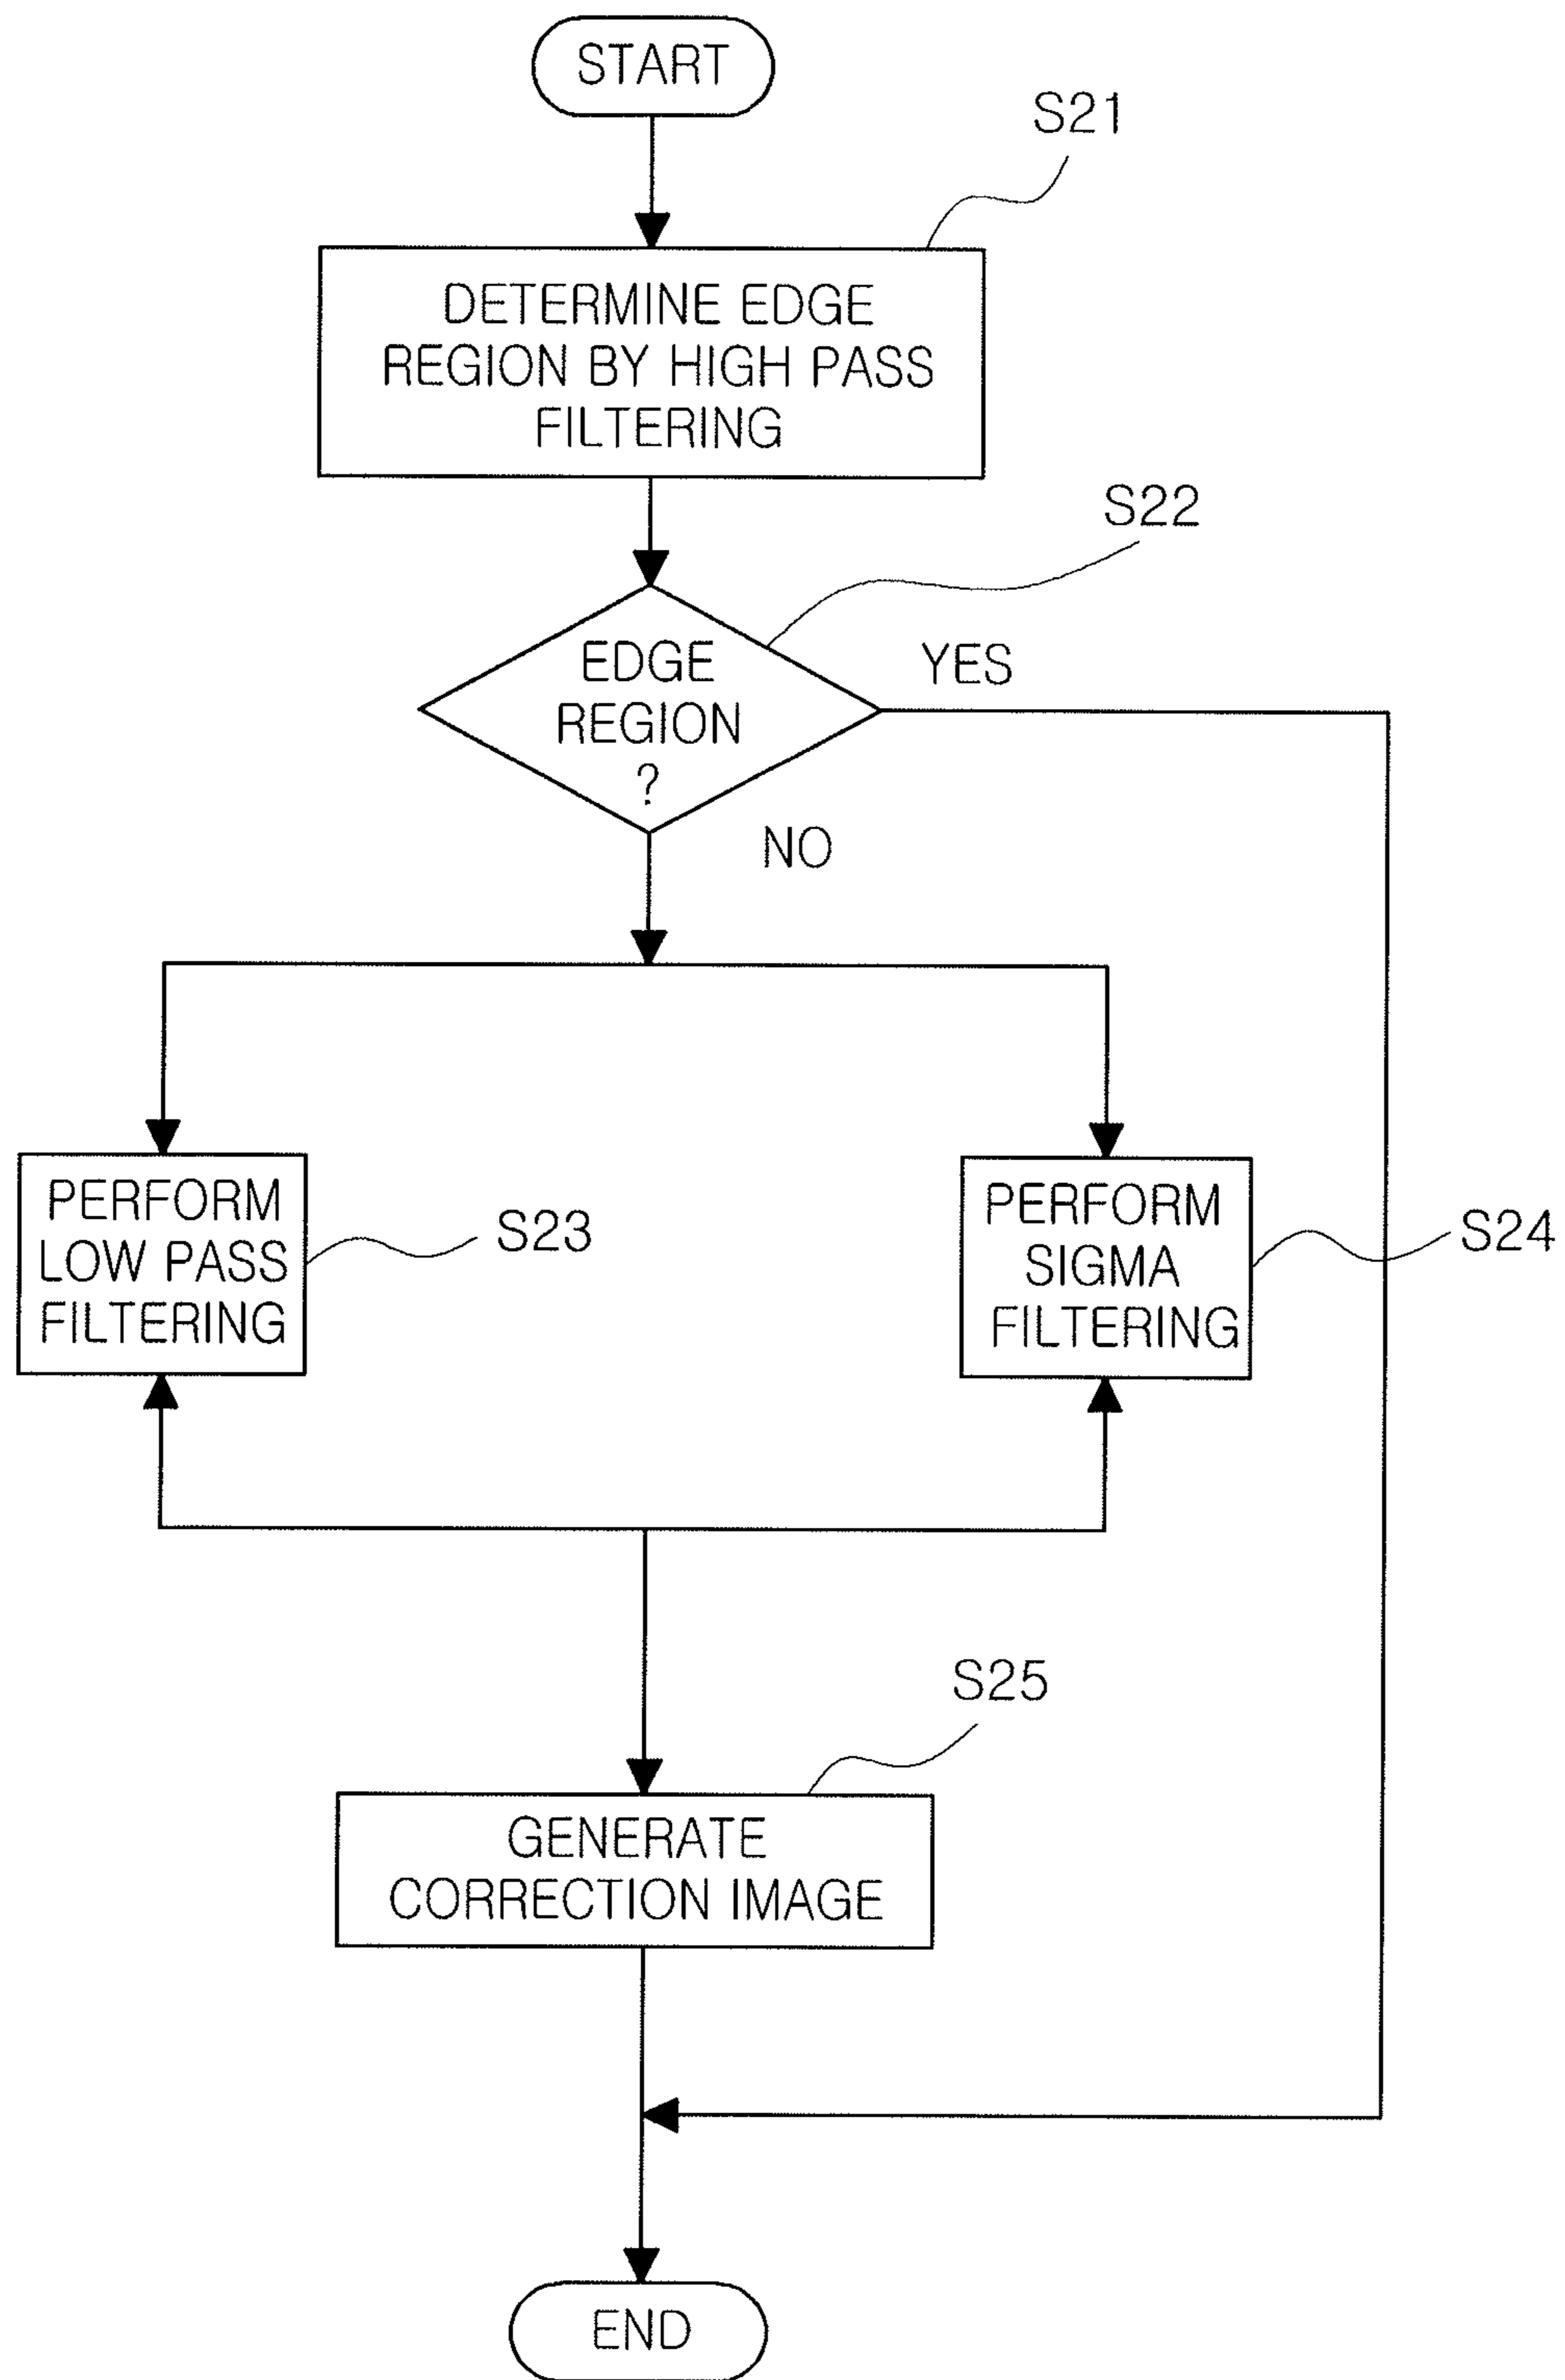 START
S21
DETERMINE EDGE
REGION BY HIGH PASS
FILTERING
S22
EDGE
REGION
?
YES
NO
PERFORM
LOW PASS
FILTERING
S23
PERFORM
SIGMA
FILTERING
S24
S25
GENERATE
CORRECTION IMAGE
END